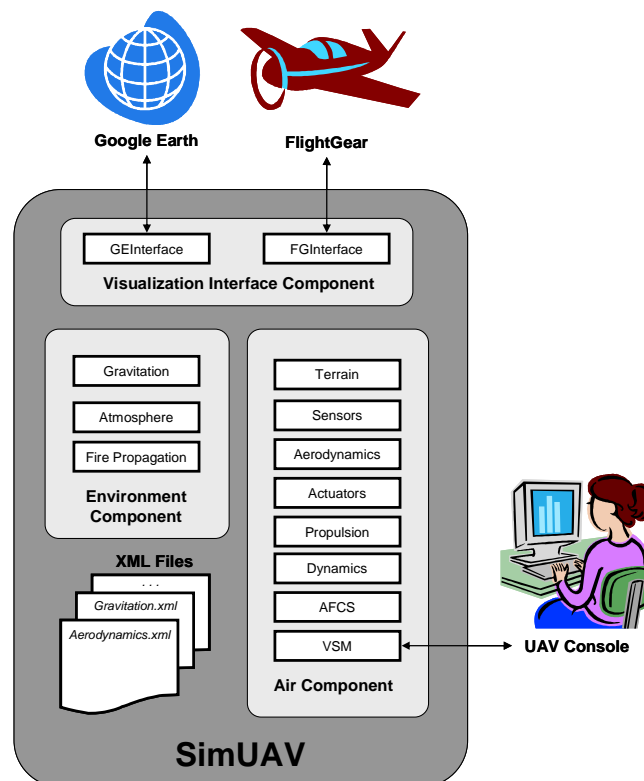 Google Earth
FlightGear
GEInterface
FGInterface
Visualization Interface Component
Gravitation
Atmosphere
Fire Propagation
Environment
Component
XML Files
. . .
Gravitation.xml
Aerodynamics.xml
Terrain
Sensors
Aerodynamics
Actuators
Propulsion
Dynamics
AFCS
VSM
Air Component
UAV Console
SimUAV